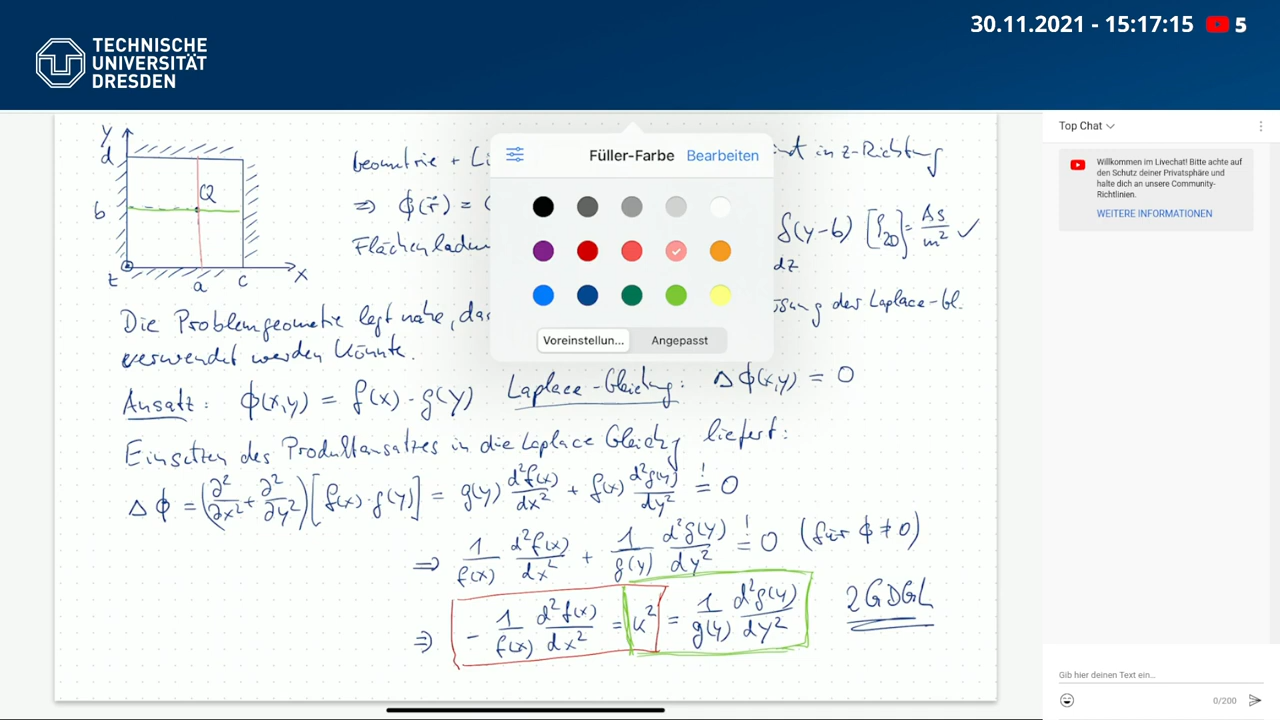 30.11.2021 - 15:17:15 5
TECHNISCHE
UNIVERSITÄT
DRESDEN
Top Chat
Willkommen im Livechat! Bitte achte auf
den Schutz deiner Privatsphäre und
halte dich an unsere Community-
Richtlinien.
WEITERE INFORMATIONEN
Füller-Farbe Bearbeiten
Voreinstellun... Angepasst
y
d
Q
b
z a c x
Geometrie + in z-Richtung
⇒ ϕ(r⃗) =
δ(y-b) [ρ2D] = As/m² ✓
dz
Die Problemgeometrie legt nahe, das der Laplace-Gl.
verwendet werden könnte.
Ansatz: ϕ(x,y) = f(x)·g(y) Laplace-Gleichung: Δϕ(x,y) = 0
Einsetzen des Produktansatzes in die Laplace Gleichg liefert:
Δϕ = (∂²/∂x² + ∂²/∂y²)[f(x)·g(y)] = g(y) d²f(x)/dx² + f(x) d²g(y)/dy² =! 0
⇒ 1/f(x) d²f(x)/dx² + 1/g(y) d²g(y)/dy² =! 0 (für ϕ ≠ 0)
⇒ - 1/f(x) d²f(x)/dx² = k² = 1/g(y) d²g(y)/dy² 2 GDGL
Gib hier deinen Text ein...
0/200